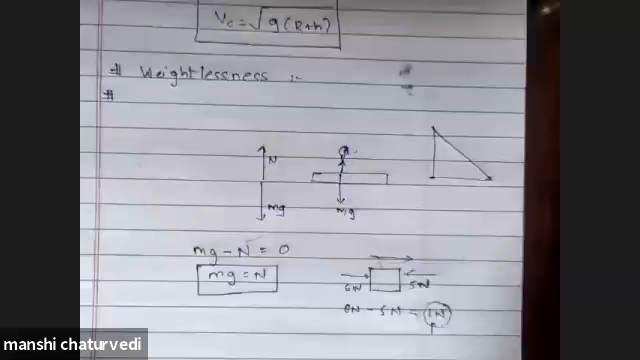 Vc = √g(R+h)
# Weightlessness :-
#
N
mg
mg
mg - N = 0
mg = N
6N
5N
6N - 5N = 1N
manshi chaturvedi